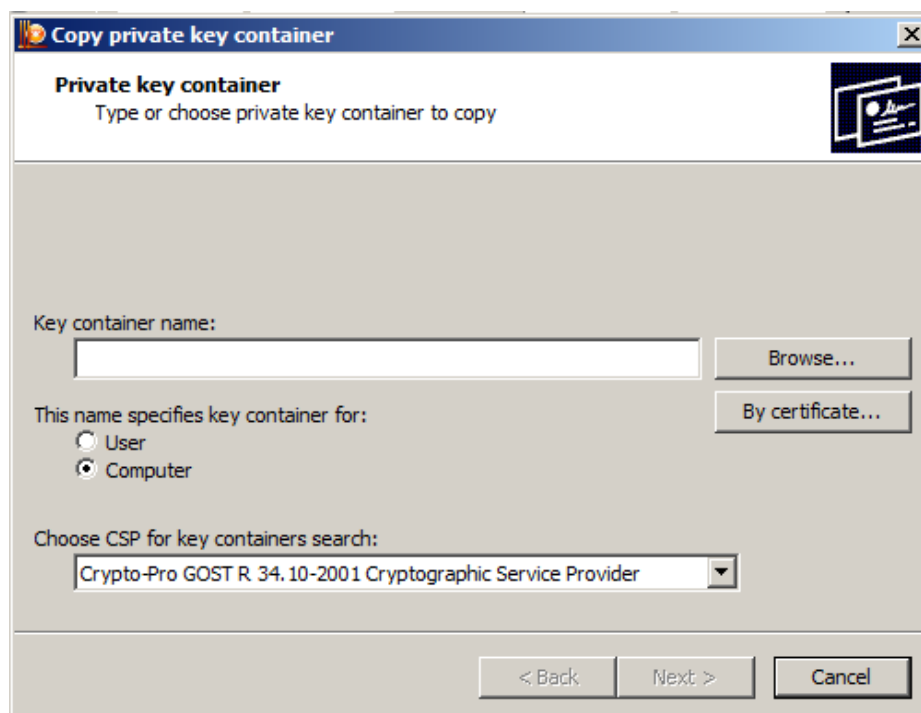 Copy private key container
Private key container
Type or choose private key container to copy
Key container name:
Browse...
This name specifies key container for:
By certificate...
User
Computer
Choose CSP for key containers search:
Crypto-Pro GOST R 34.10-2001 Cryptographic Service Provider
< Back
Next >
Cancel